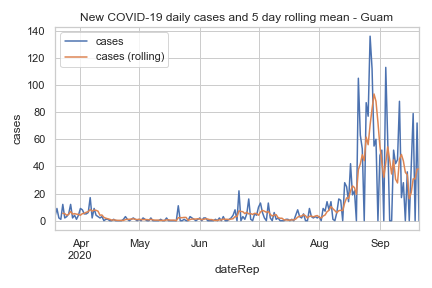 New COVID-19 daily cases and 5 day rolling mean - Guam
cases
cases (rolling)
140
120
100
80
60
40
20
0
cases
Apr
2020
May
Jun
Jul
Aug
Sep
dateRep